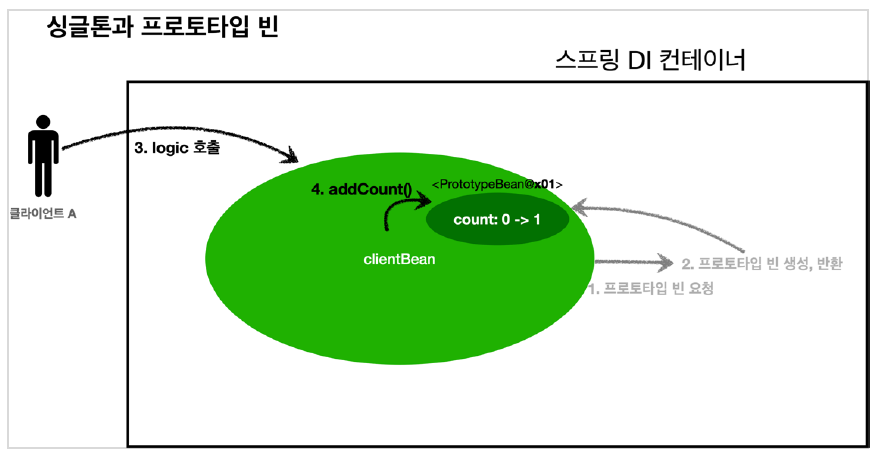 싱글톤과 프로토타입 빈
스프링 DI 컨테이너
3. logic 호출
4. addCount()
<PrototypeBean@x01>
count: 0 -> 1
클라이언트 A
clientBean
2. 프로토타입 빈 생성, 반환
1. 프로토타입 빈 요청